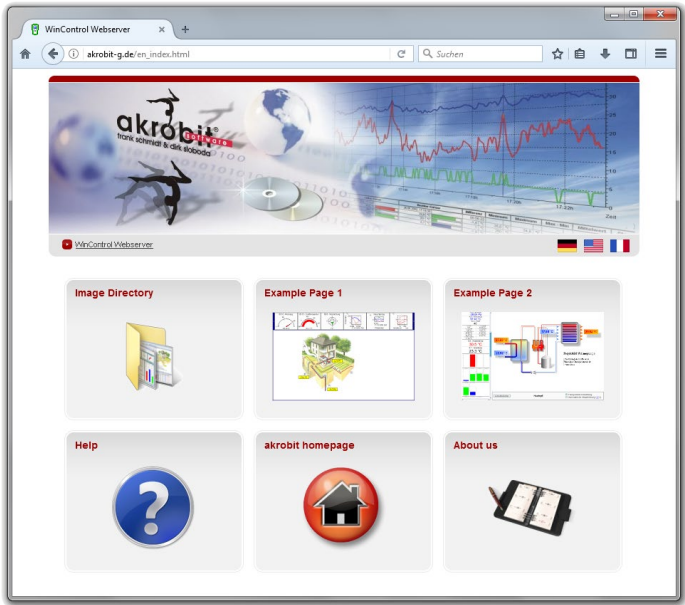 WinControl Webserver
akrobit-g.de/en_index.html
Suchen
akrobit®
software
frank schmidt & dirk sloboda
Zeit
WinControl Webserver
Image Directory
Example Page 1
Example Page 2
Help
akrobit homepage
About us